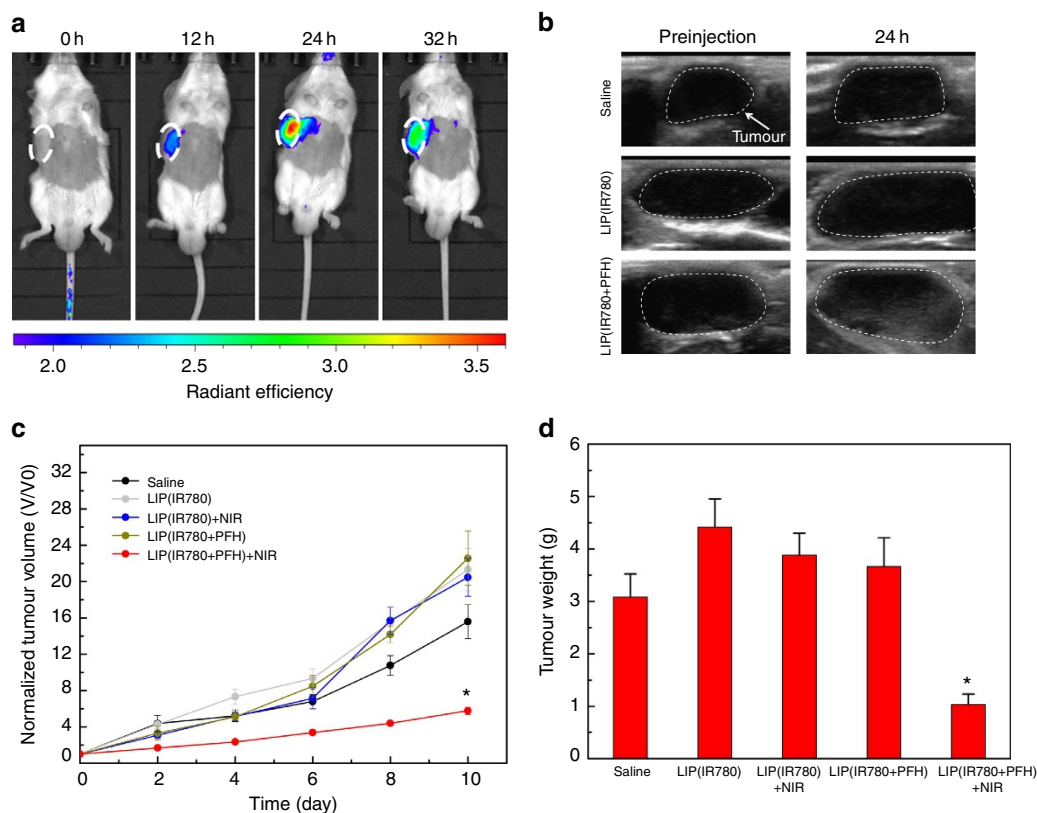 a
0 h
12 h
24 h
32 h
2.0
2.5
3.0
3.5
Radiant efficiency
b
Preinjection
24 h
Saline
Tumour
LIP(IR780)
LIP(IR780+PFH)
c
Normalized tumour volume (V/V0)
32
28
24
20
16
12
8
4
0
Saline
LIP(IR780)
LIP(IR780)+NIR
LIP(IR780+PFH)
LIP(IR780+PFH)+NIR
*
0
2
4
6
8
10
Time (day)
d
Tumour weight (g)
6
5
4
3
2
1
0
*
Saline
LIP(IR780)
LIP(IR780)
+NIR
LIP(IR780+PFH)
LIP(IR780+PFH)
+NIR